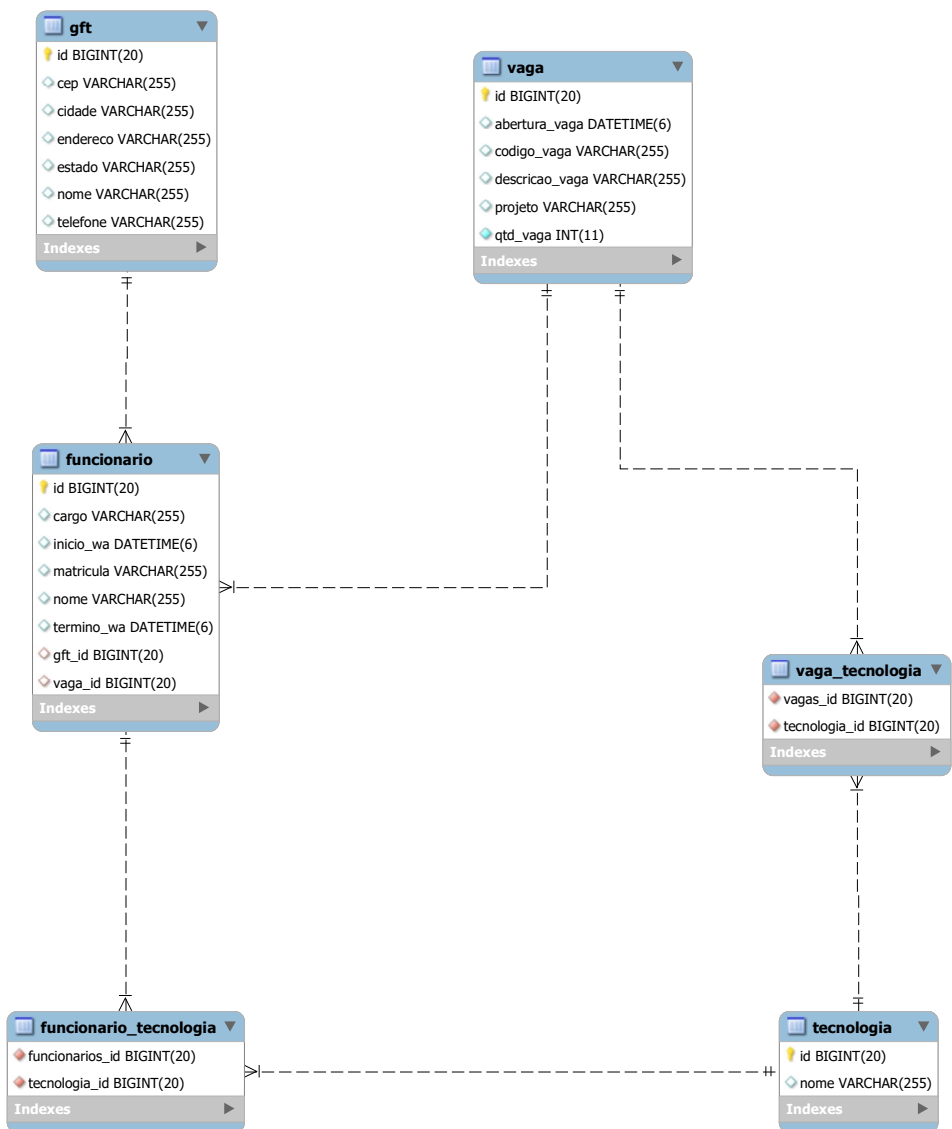 gft
id BIGINT(20)
cep VARCHAR(255)
cidade VARCHAR(255)
endereco VARCHAR(255)
estado VARCHAR(255)
nome VARCHAR(255)
telefone VARCHAR(255)
Indexes
vaga
id BIGINT(20)
abertura_vaga DATETIME(6)
codigo_vaga VARCHAR(255)
descricao_vaga VARCHAR(255)
projeto VARCHAR(255)
qtd_vaga INT(11)
Indexes
funcionario
id BIGINT(20)
cargo VARCHAR(255)
inicio_wa DATETIME(6)
matricula VARCHAR(255)
nome VARCHAR(255)
termino_wa DATETIME(6)
gft_id BIGINT(20)
vaga_id BIGINT(20)
Indexes
vaga_tecnologia
vagas_id BIGINT(20)
tecnologia_id BIGINT(20)
Indexes
funcionario_tecnologia
funcionarios_id BIGINT(20)
tecnologia_id BIGINT(20)
Indexes
tecnologia
id BIGINT(20)
nome VARCHAR(255)
Indexes